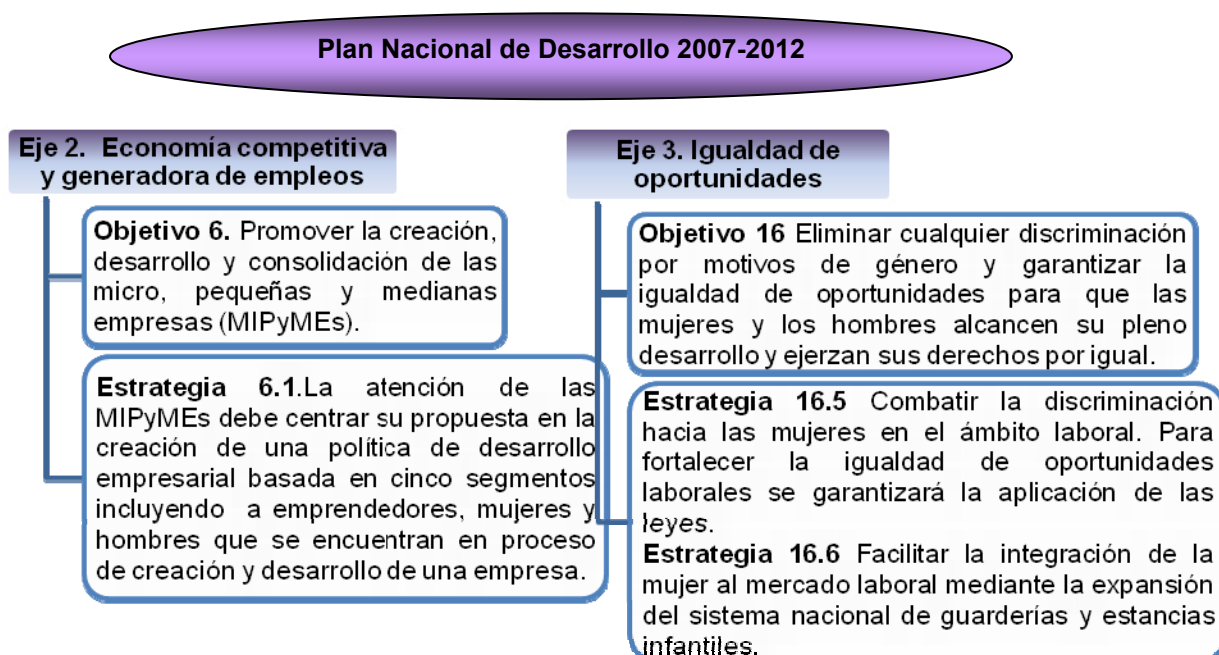 Plan Nacional de Desarrollo 2007-2012
Eje 2. Economía competitiva
y generadora de empleos
Objetivo 6. Promover la creación,
desarrollo y consolidación de las
micro, pequeñas y medianas
empresas (MIPyMEs).
Estrategia 6.1.La atención de las
MIPyMEs debe centrar su propuesta en la
creación de una política de desarrollo
empresarial basada en cinco segmentos
incluyendo a emprendedores, mujeres y
hombres que se encuentran en proceso
de creación y desarrollo de una empresa.
Eje 3. Igualdad de
oportunidades
Objetivo 16 Eliminar cualquier discriminación
por motivos de género y garantizar la
igualdad de oportunidades para que las
mujeres y los hombres alcancen su pleno
desarrollo y ejerzan sus derechos por igual.
Estrategia 16.5 Combatir la discriminación
hacia las mujeres en el ámbito laboral. Para
fortalecer la igualdad de oportunidades
laborales se garantizará la aplicación de las
leyes.
Estrategia 16.6 Facilitar la integración de la
mujer al mercado laboral mediante la expansión
del sistema nacional de guarderías y estancias
infantiles.